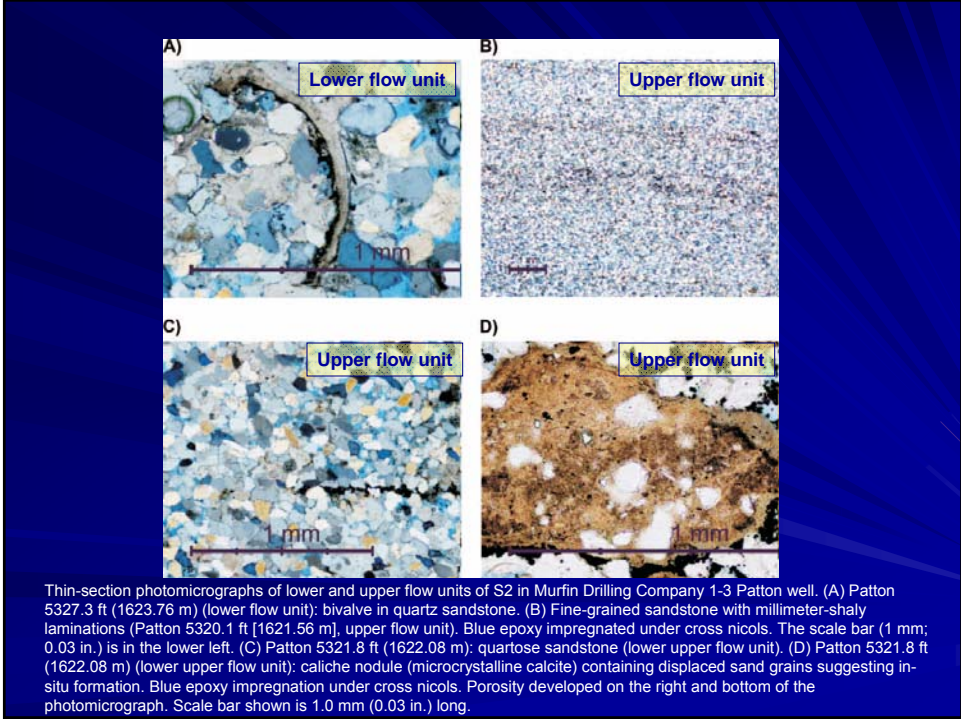 A)
B)
Lower flow unit
Upper flow unit
1 mm
C)
D)
Upper flow unit
Upper flow unit
1 mm
1 mm
Thin-section photomicrographs of lower and upper flow units of S2 in Murfin Drilling Company 1-3 Patton well. (A) Patton
5327.3 ft (1623.76 m) (lower flow unit): bivalve in quartz sandstone. (B) Fine-grained sandstone with millimeter-shaly
laminations (Patton 5320.1 ft [1621.56 m], upper flow unit). Blue epoxy impregnated under cross nicols. The scale bar (1 mm;
0.03 in.) is in the lower left. (C) Patton 5321.8 ft (1622.08 m): quartose sandstone (lower upper flow unit). (D) Patton 5321.8 ft
(1622.08 m) (lower upper flow unit): caliche nodule (microcrystalline calcite) containing displaced sand grains suggesting in-
situ formation. Blue epoxy impregnation under cross nicols. Porosity developed on the right and bottom of the
photomicrograph. Scale bar shown is 1.0 mm (0.03 in.) long.